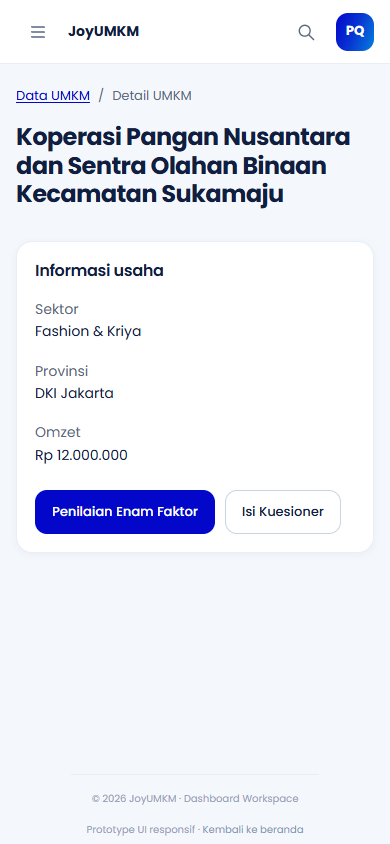 JoyUMKM
PQ
Data UMKM / Detail UMKM
Koperasi Pangan Nusantara
dan Sentra Olahan Binaan
Kecamatan Sukamaju
Informasi usaha
Sektor
Fashion & Kriya
Provinsi
DKI Jakarta
Omzet
Rp 12.000.000
Penilaian Enam Faktor
Isi Kuesioner
© 2026 JoyUMKM · Dashboard Workspace
Prototype UI responsif · Kembali ke beranda